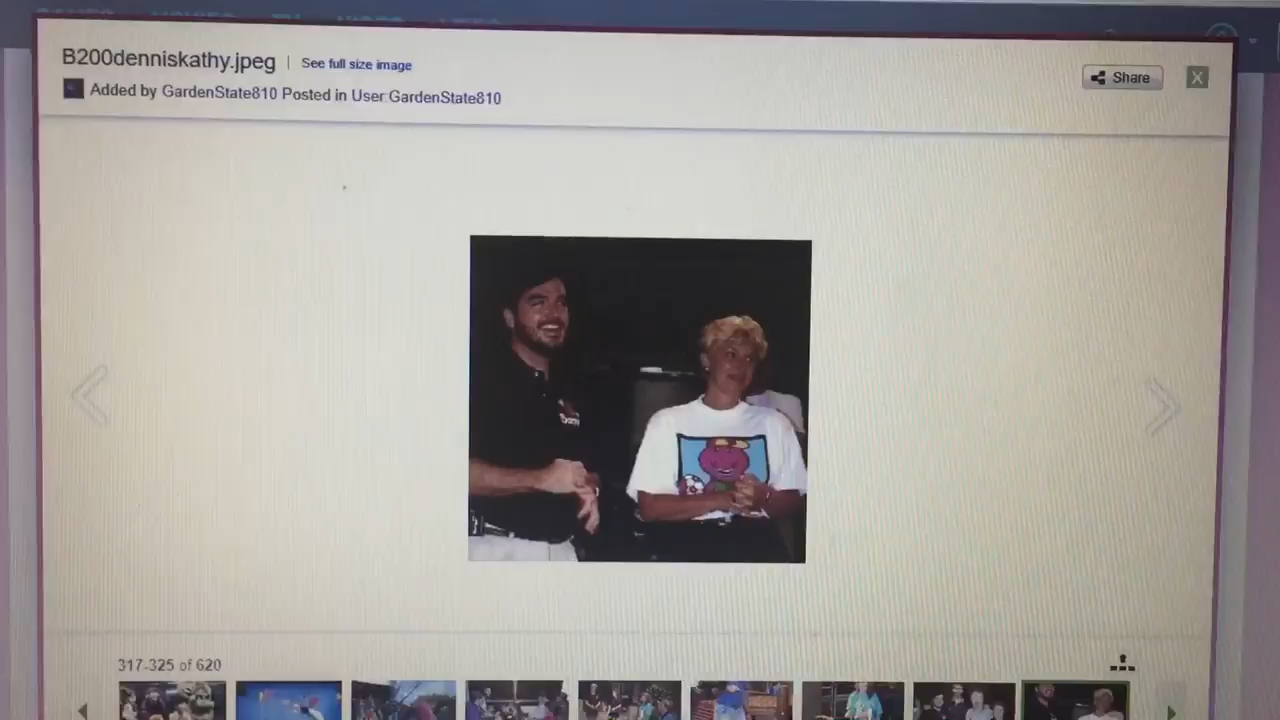 B200denniskathy.jpeg | See full size image
Added by GardenState810 Posted in User:GardenState810
Share
X
317-325 of 620